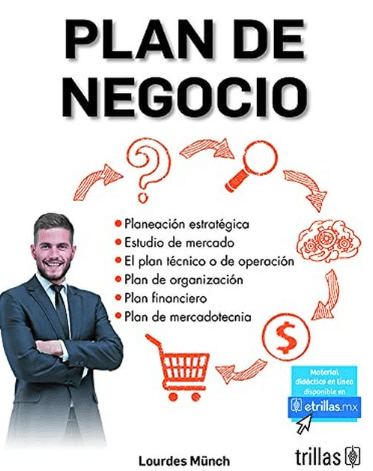 PLAN DE
NEGOCIO
Planeación estratégica
Estudio de mercado
El plan técnico o de operación
Plan de organización
Plan financiero
Plan de mercadotecnia
$
Material
didáctico en línea
disponible en
etrillas.mx
Lourdes Münch
trillas